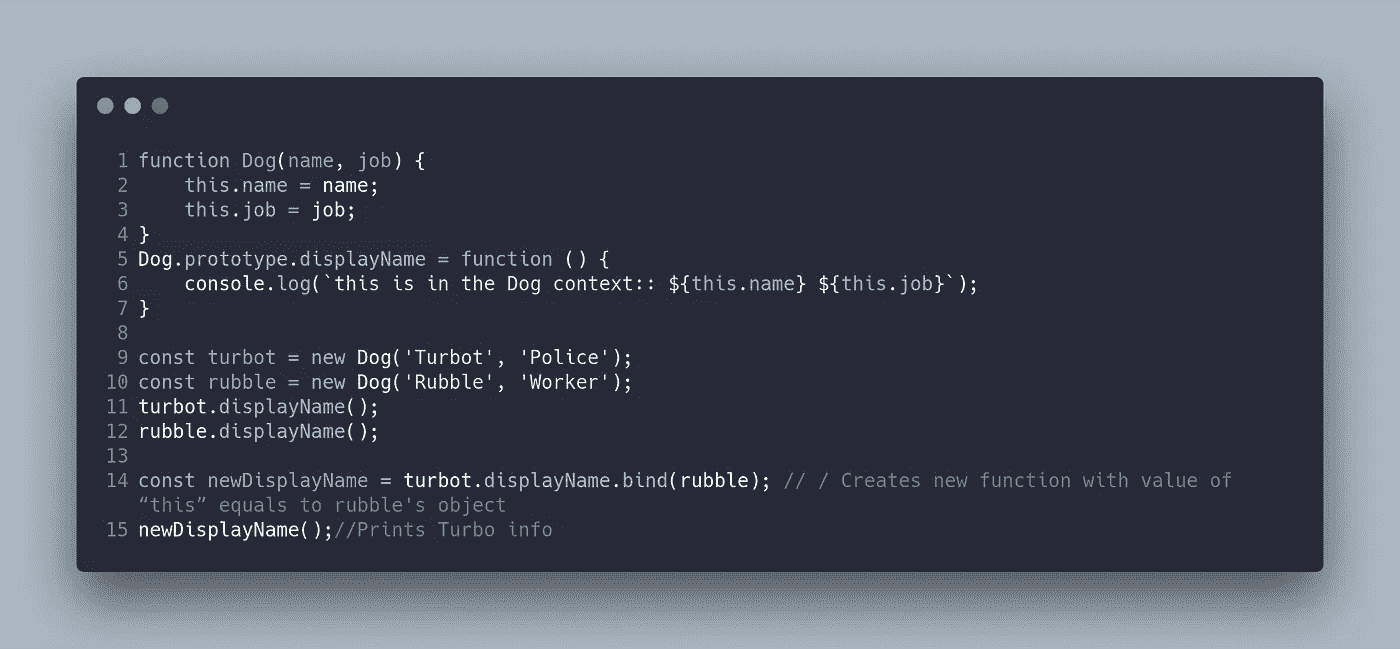 1 function Dog(name, job) {
2     this.name = name;
3     this.job = job;
4 }
5 Dog.prototype.displayName = function () {
6     console.log(`this is in the Dog context:: ${this.name} ${this.job}`);
7 }
8
9 const turbot = new Dog('Turbot', 'Police');
10 const rubble = new Dog('Rubble', 'Worker');
11 turbot.displayName();
12 rubble.displayName();
13
14 const newDisplayName = turbot.displayName.bind(rubble); // / Creates new function with value of
“this” equals to rubble's object
15 newDisplayName();//Prints Turbo info